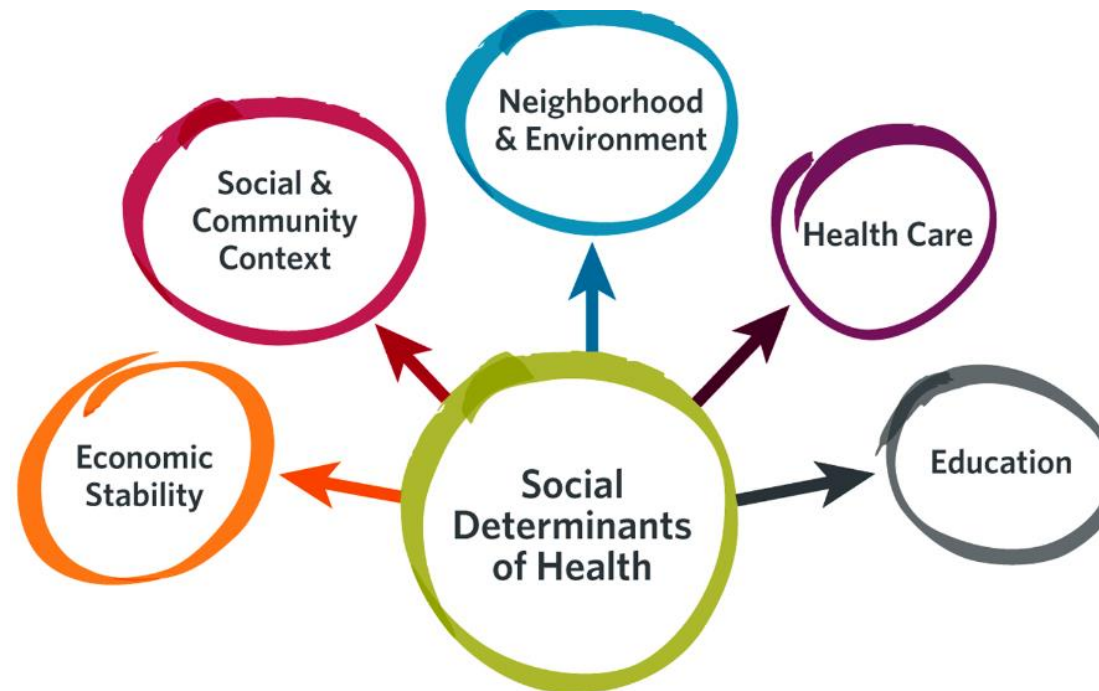 Neighborhood
& Environment
Social &
Community
Context
Health Care
Economic
Stability
Education
Social
Determinants
of Health